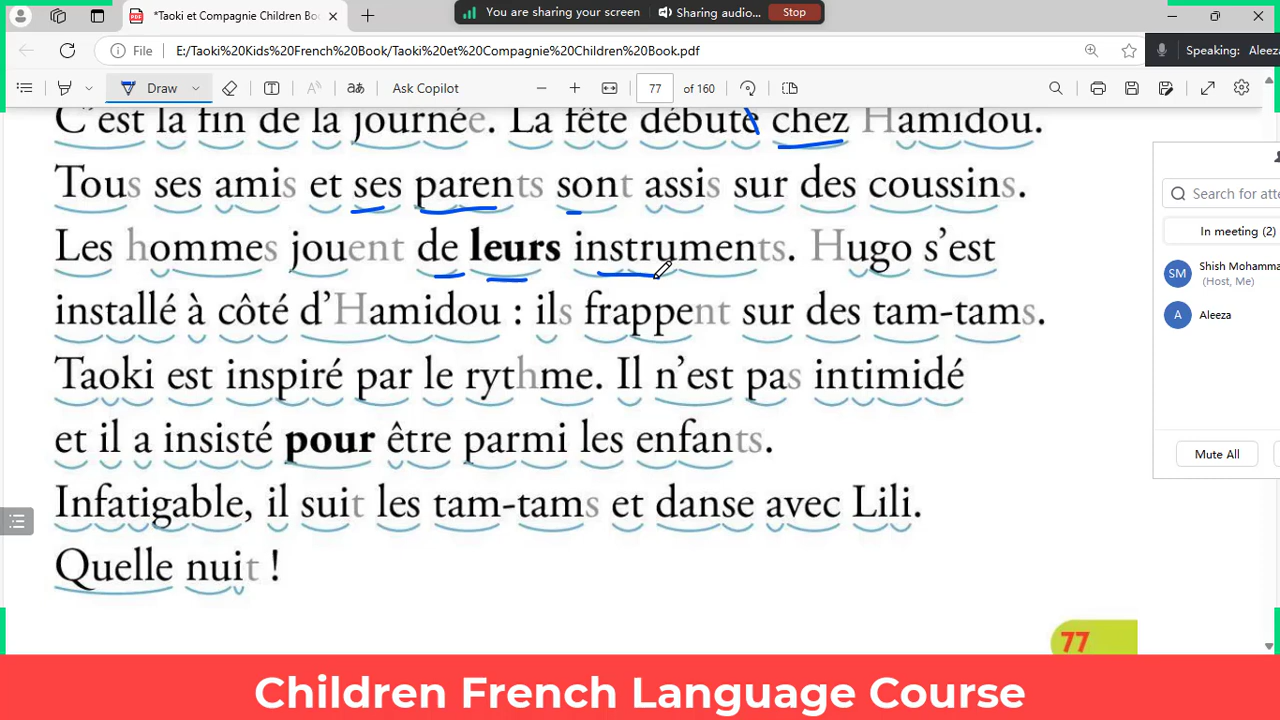 *Taoki et Compagnie Children Bo
You are sharing your screen
Sharing audio...
Stop
File
E:/Taoki%20Kids%20French%20Book/Taoki%20et%20Compagnie%20Children%20Book.pdf
Speaking: Aleeza
Draw
Ask Copilot
77 of 160
C'est la fin de la journée. La fête débute chez Hamidou.
Tous ses amis et ses parents sont assis sur des coussins.
Les hommes jouent de leurs instruments. Hugo s'est
installé à côté d'Hamidou : ils frappent sur des tam-tams.
Taoki est inspiré par le rythme. Il n'est pas intimidé
et il a insisté pour être parmi les enfants.
Infatigable, il suit les tam-tams et danse avec Lili.
Quelle nuit !
77
Search for atte
In meeting (2)
SM
Shish Mohamma
(Host, Me)
A
Aleeza
Mute All
Children French Language Course